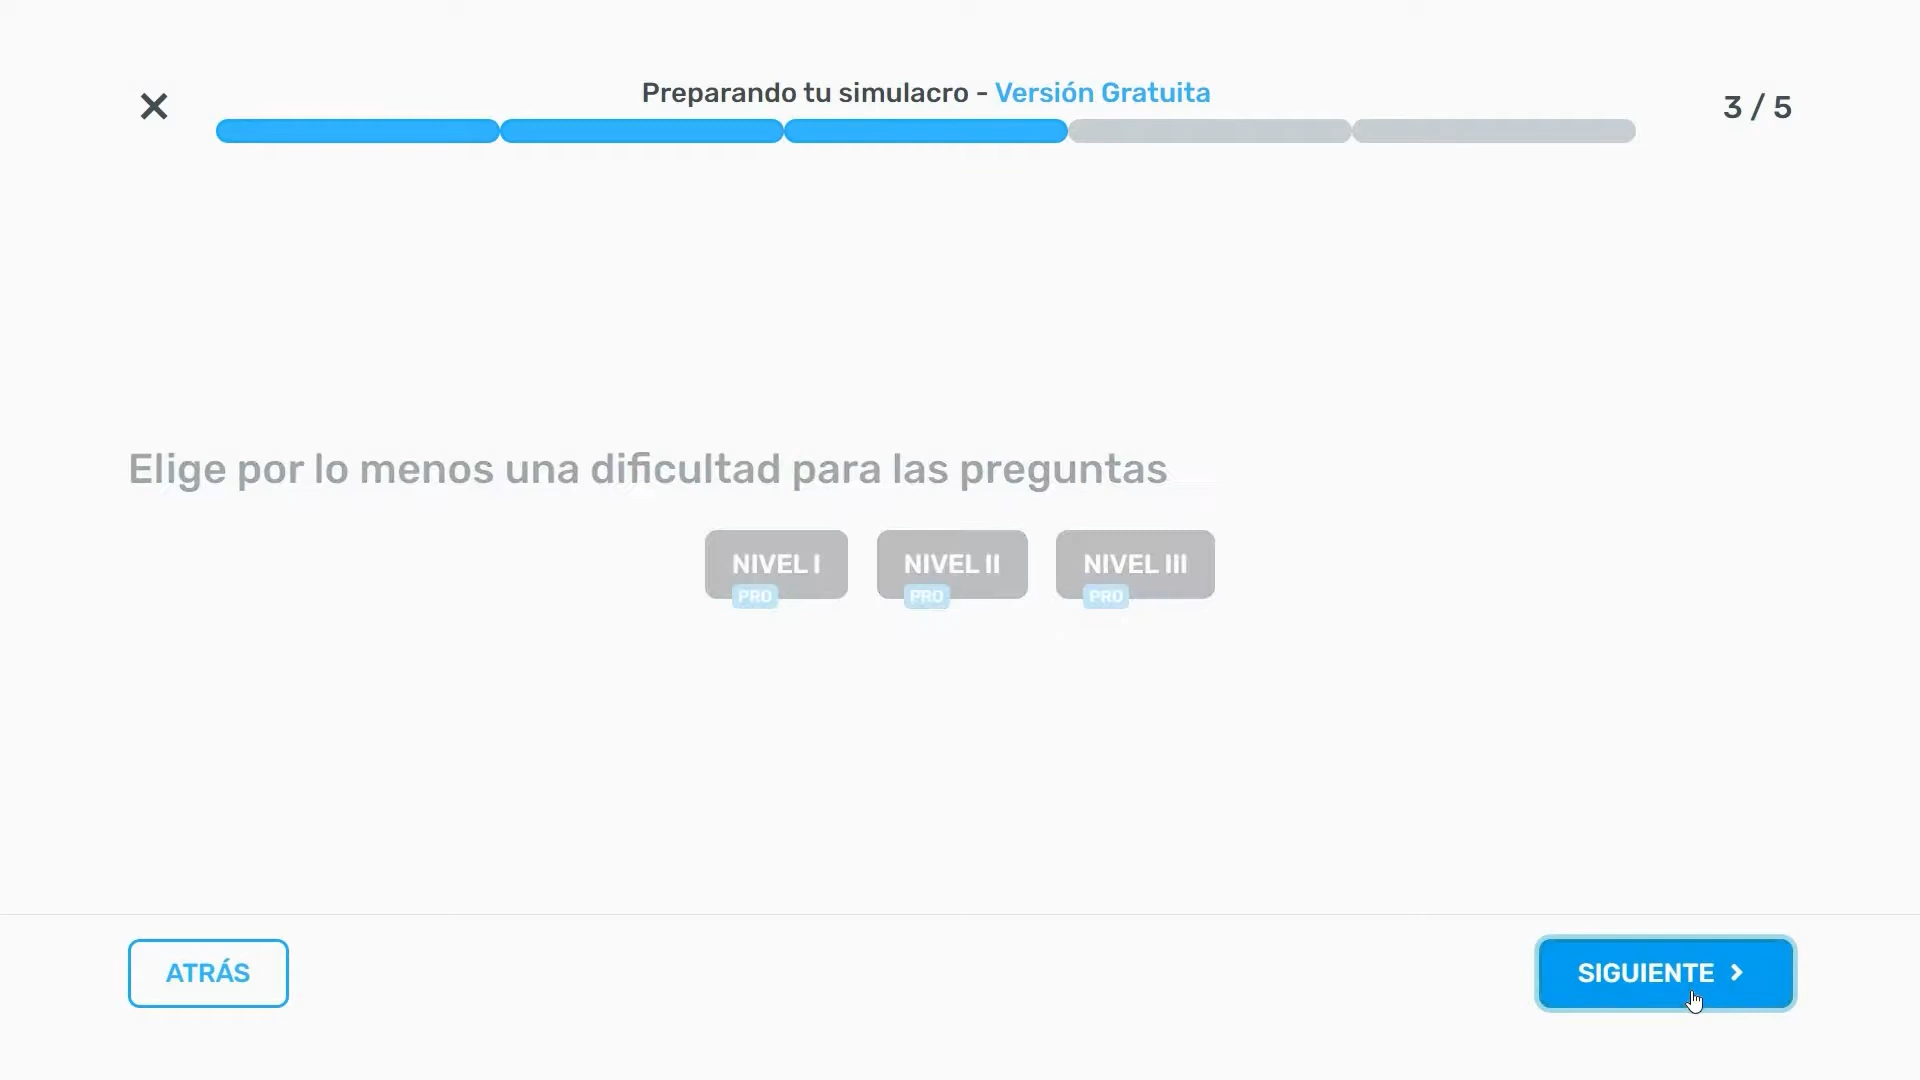 Preparando tu simulacro - Versión Gratuita
3 / 5
Elige por lo menos una dificultad para las preguntas
NIVEL I
PRO
NIVEL II
PRO
NIVEL III
PRO
ATRÁS
SIGUIENTE